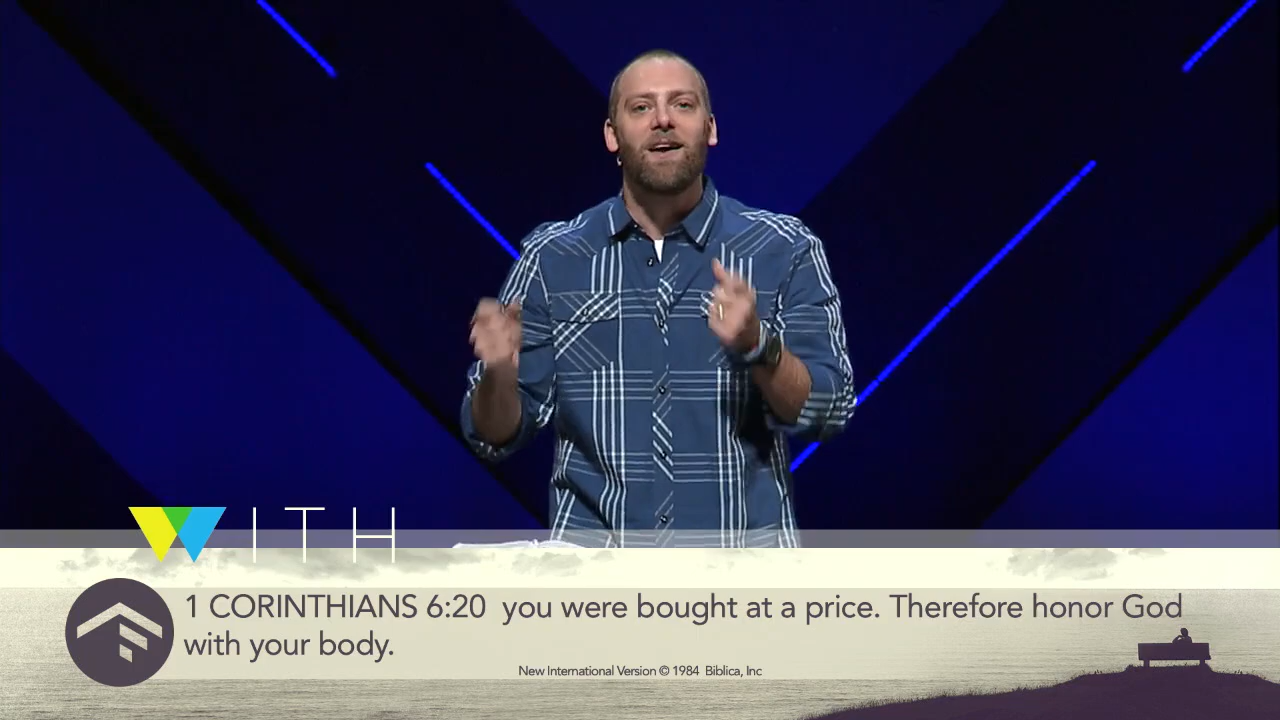 WITH
1 CORINTHIANS 6:20 you were bought at a price. Therefore honor God
with your body.
New International Version © 1984 Biblica, Inc